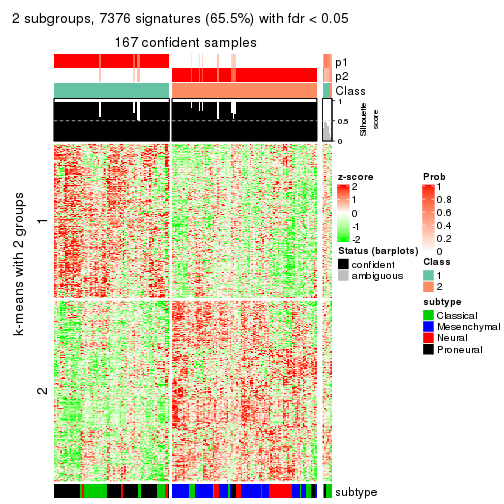 2 subgroups, 7376 signatures (65.5%) with fdr < 0.05
167 confident samples
p1
p2
Class
1
0.5
0
Silhouette
score
k-means with 2 groups
1
2
z-score
2
1
0
-1
-2
Status (barplots)
confident
ambiguous
Prob
1
0.8
0.6
0.4
0.2
0
Class
1
2
subtype
Classical
Mesenchymal
Neural
Proneural
subtype